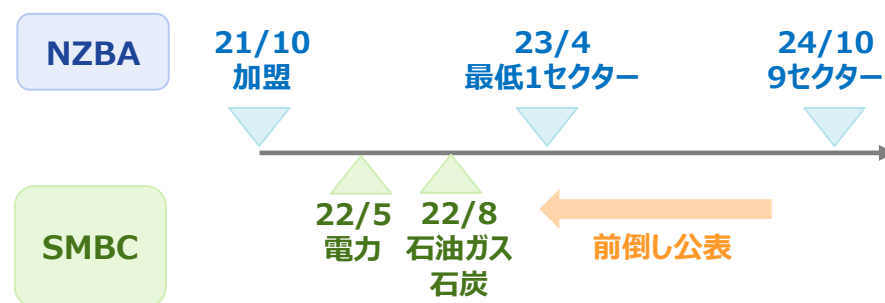 NZBA
21/10
加盟
23/4
最低1セクター
24/10
9セクター
SMBC
22/5
電力
22/8
石油ガス
石炭
前倒し公表